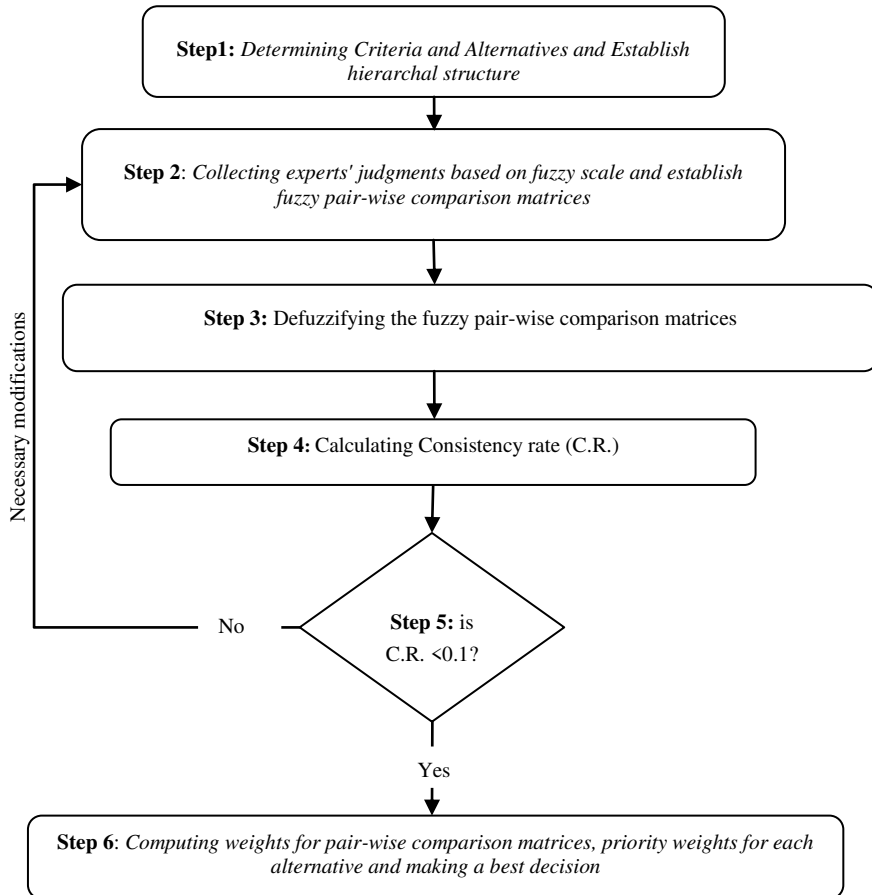 Step1: Determining Criteria and Alternatives and Establish
hierarchal structure
Step 2: Collecting experts' judgments based on fuzzy scale and establish
fuzzy pair-wise comparison matrices
Step 3: Defuzzifying the fuzzy pair-wise comparison matrices
Necessary modifications
Step 4: Calculating Consistency rate (C.R.)
Step 5: is
C.R. <0.1?
No
Yes
Step 6: Computing weights for pair-wise comparison matrices, priority weights for each
alternative and making a best decision